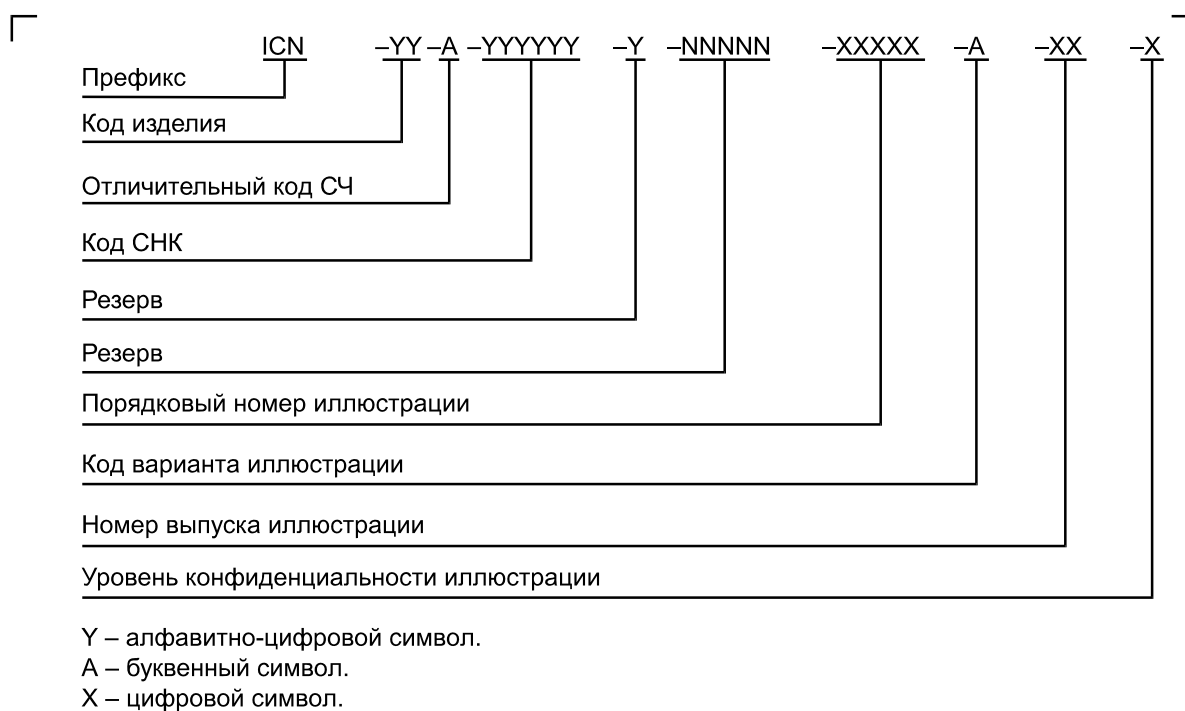 ICN –YY –A –YYYYYY –Y –NNNNN –XXXXX –A –XX –X
Префикс
Код изделия
Отличительный код СЧ
Код СНК
Резерв
Резерв
Порядковый номер иллюстрации
Код варианта иллюстрации
Номер выпуска иллюстрации
Уровень конфиденциальности иллюстрации
Y – алфавитно-цифровой символ.
А – буквенный символ.
X – цифровой символ.